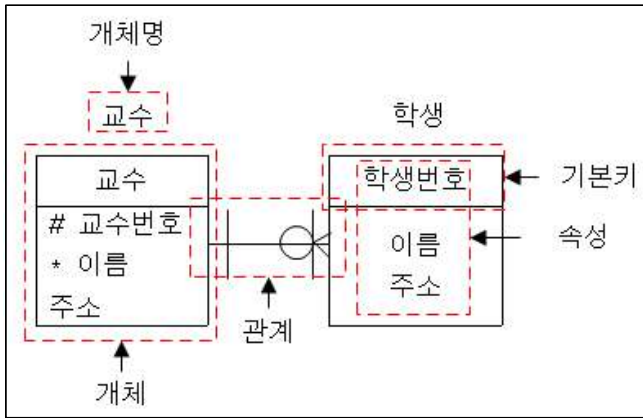 개체명
교수
학생
교수
# 교수번호
* 이름
주소
학생번호
이름
주소
기본키
속성
관계
개체